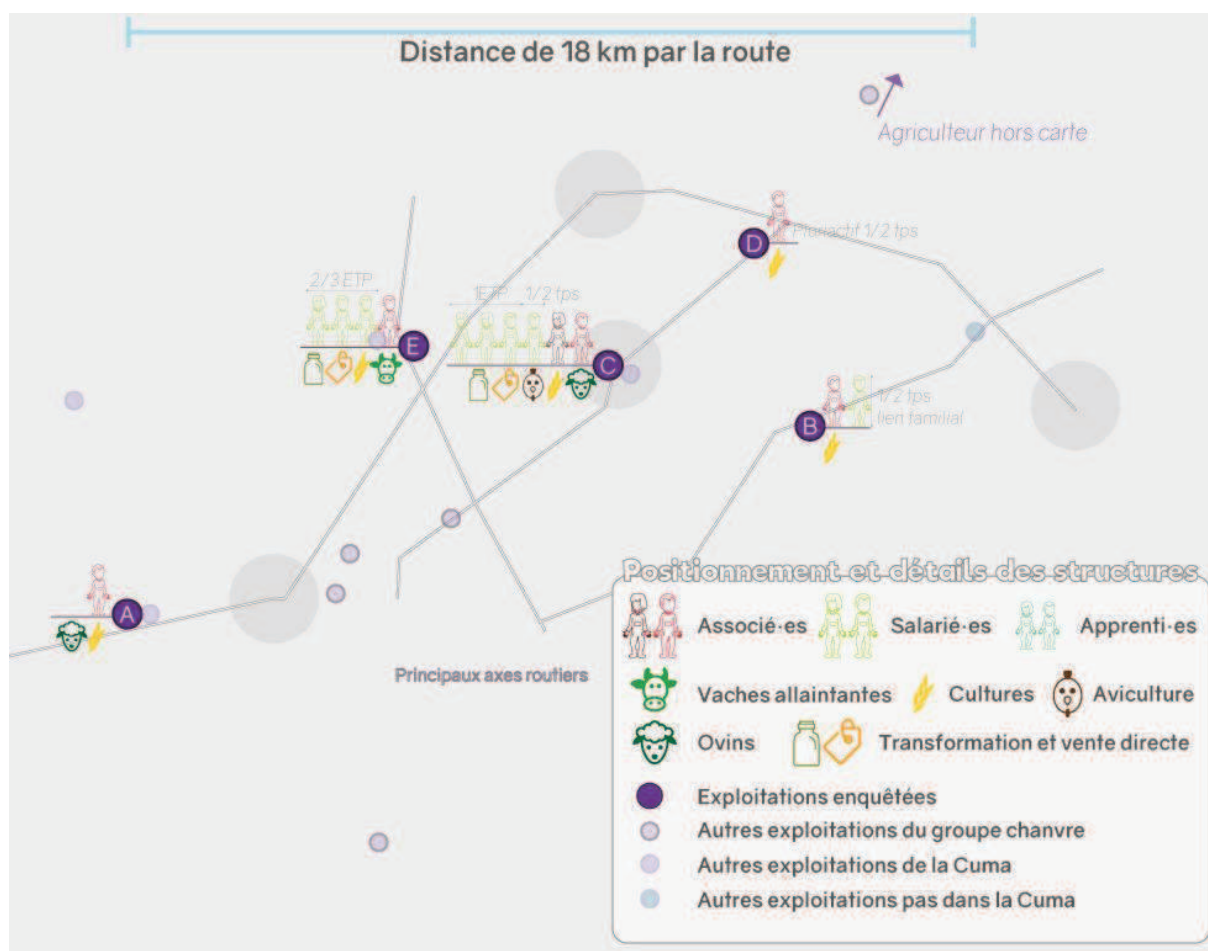 Distance de 18 km par la route
Agriculteur hors carte
D
Pluriactif 1/2 tps
2/3 ETP
1ETP
1/2 tps
E
C
B
1/2 tps
lien familial
A
Principaux axes routiers
Positionnement et détails des structures
Associé·es
Salarié·es
Apprenti·es
Vaches allaintantes
Cultures
Aviculture
Ovins
Transformation et vente directe
Exploitations enquêtées
Autres exploitations du groupe chanvre
Autres exploitations de la Cuma
Autres exploitations pas dans la Cuma